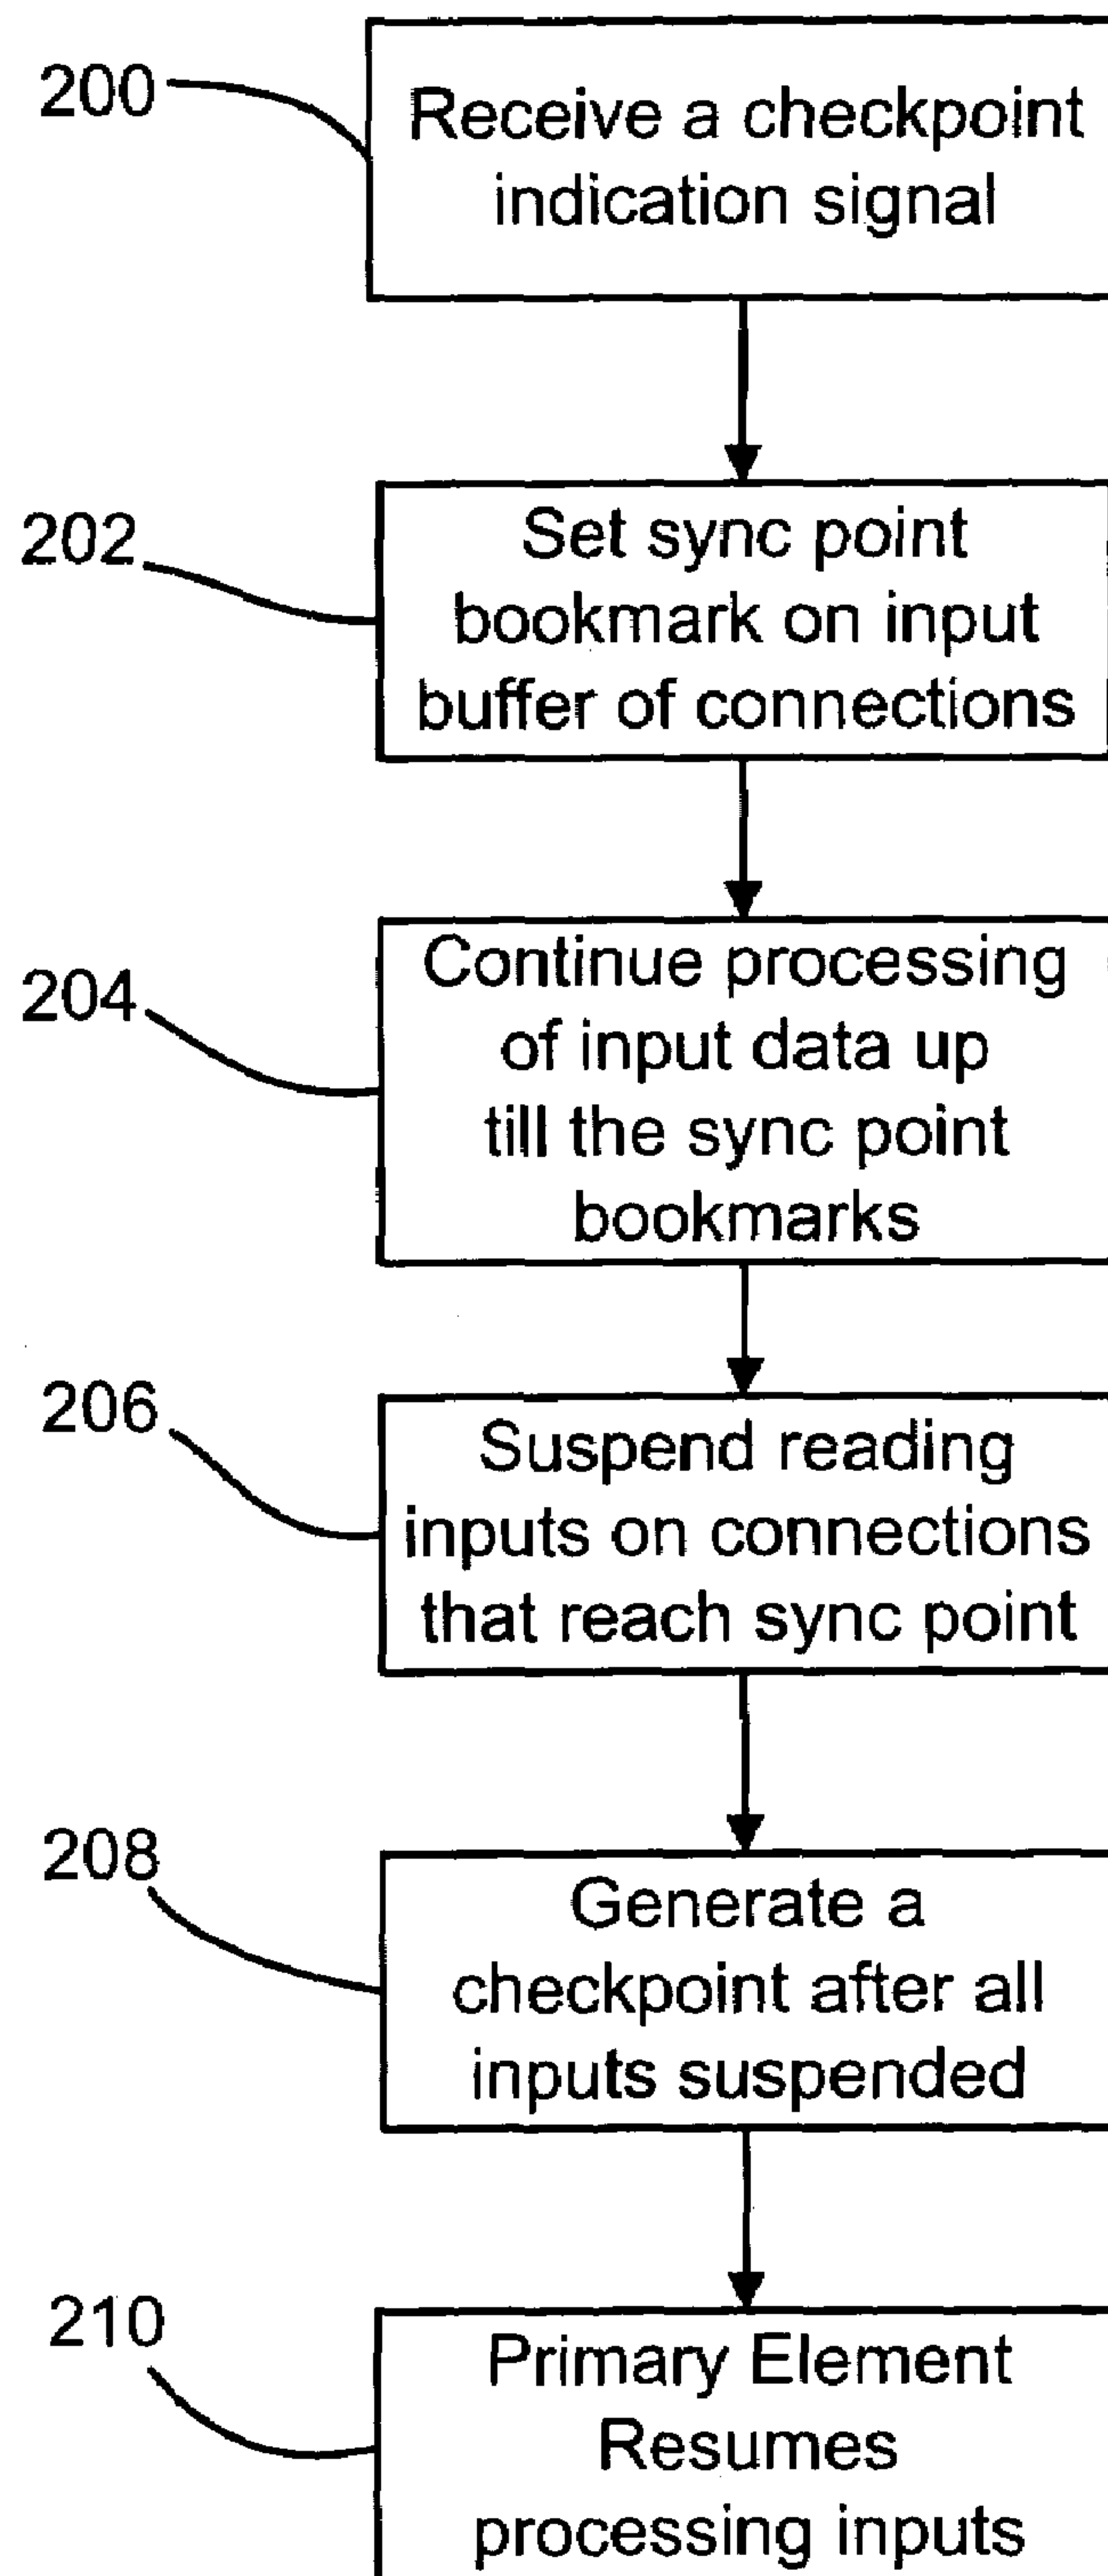 200
Receive a checkpoint
indication signal
202
Set sync point
bookmark on input
buffer of connections
204
Continue processing
of input data up
till the sync point
bookmarks
206
Suspend reading
inputs on connections
that reach sync point
208
Generate a
checkpoint after all
inputs suspended
210
Primary Element
Resumes
processing inputs